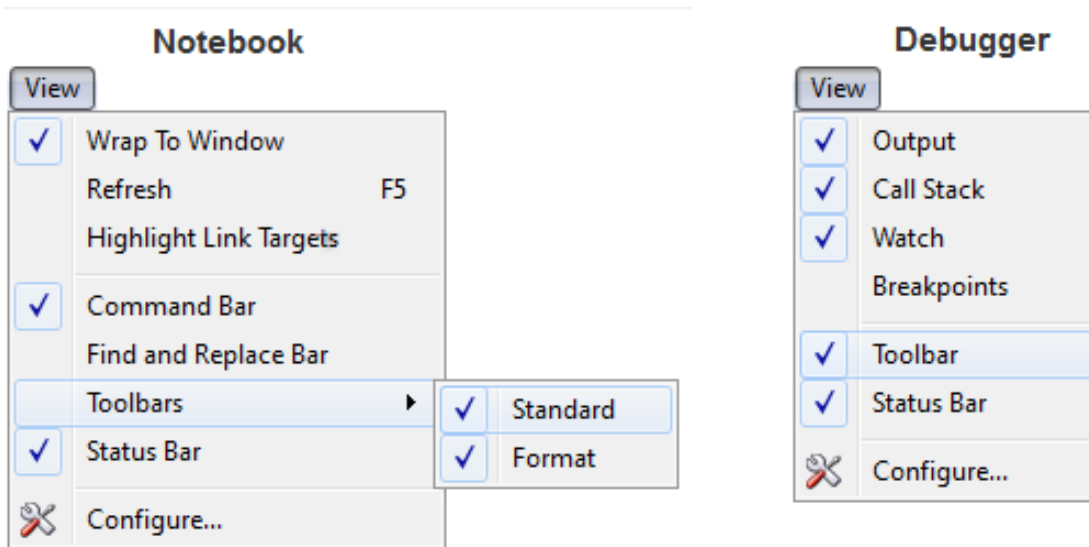 Notebook
View
Wrap To Window
Refresh F5
Highlight Link Targets
Command Bar
Find and Replace Bar
Toolbars
Standard
Format
Status Bar
Configure...
Debugger
View
Output
Call Stack
Watch
Breakpoints
Toolbar
Status Bar
Configure...